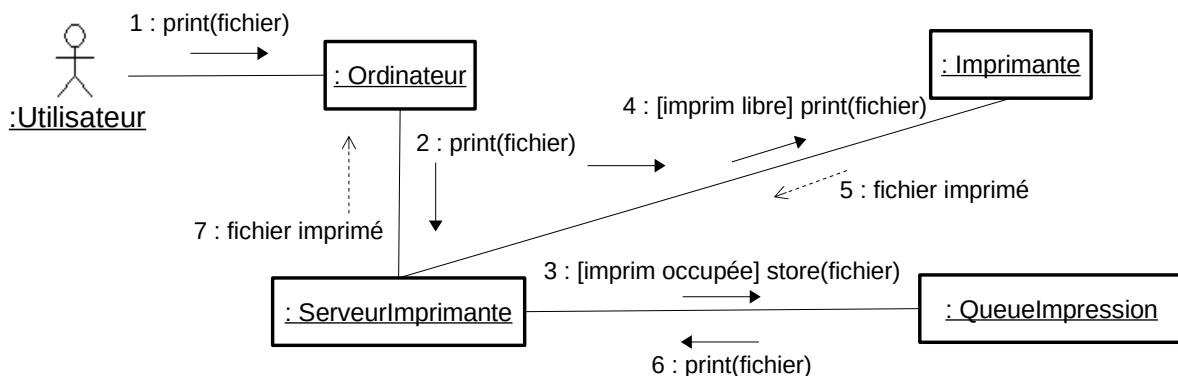 1 : print(fichier)
: Ordinateur
: Imprimante
:Utilisateur
4 : [imprim libre] print(fichier)
2 : print(fichier)
5 : fichier imprimé
7 : fichier imprimé
3 : [imprim occupée] store(fichier)
: ServeurImprimante
: QueueImpression
6 : print(fichier)